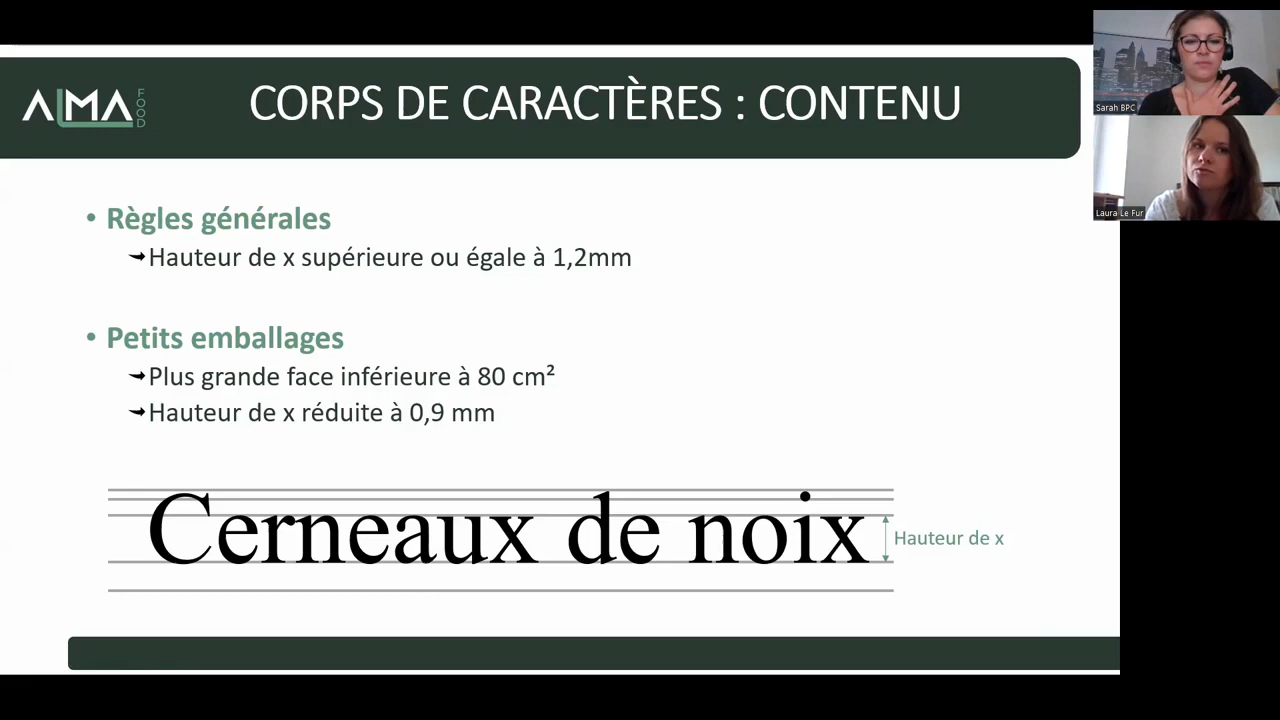 ALMA FOOD
CORPS DE CARACTÈRES : CONTENU
• Règles générales
Hauteur de x supérieure ou égale à 1,2mm
• Petits emballages
Plus grande face inférieure à 80 cm²
Hauteur de x réduite à 0,9 mm
Cerneaux de noix
Hauteur de x
Sarah BPC
Laura Le Fur